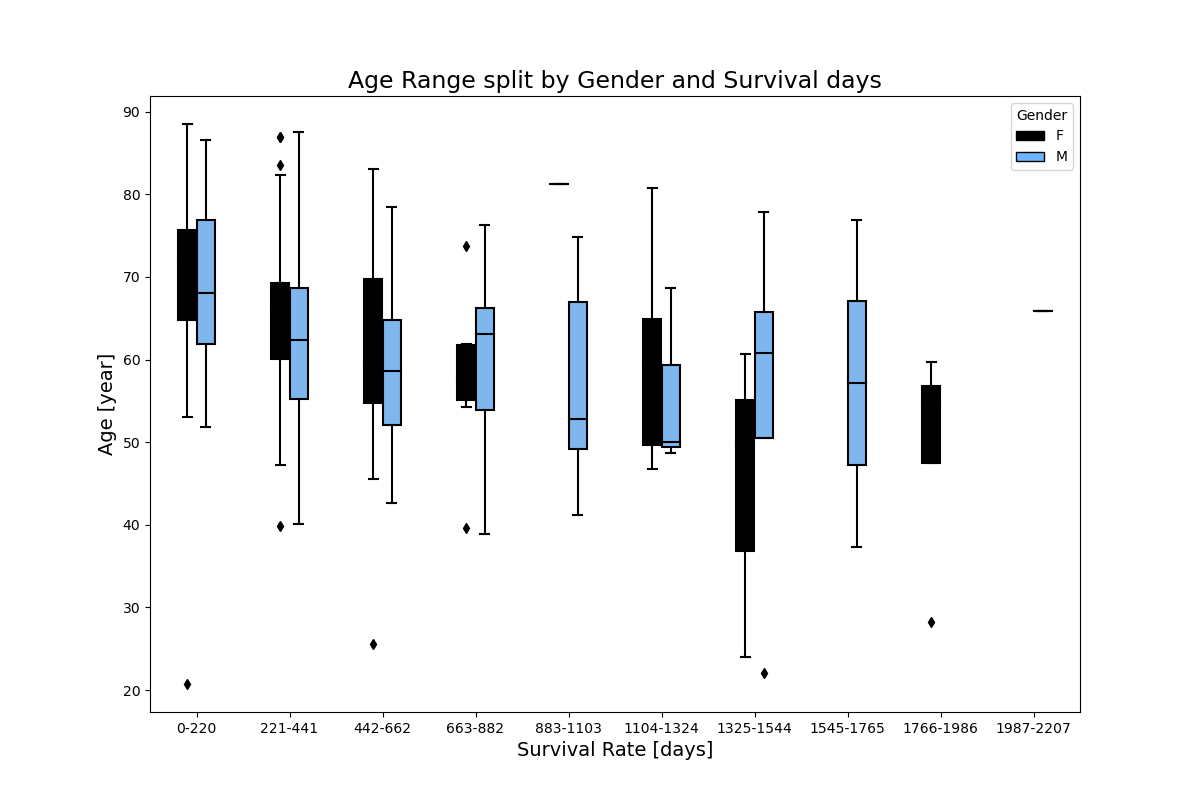 Age Range split by Gender and Survival days
Gender
F
M
Age [year]
90
80
70
60
50
40
30
20
0-220 221-441 442-662 663-882 883-1103 1104-1324 1325-1544 1545-1765 1766-1986 1987-2207
Survival Rate [days]